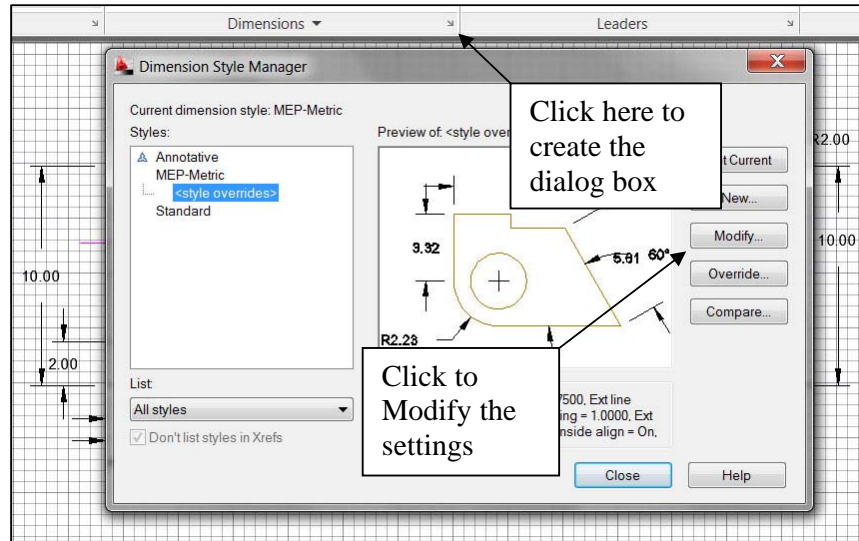 Dimensions
Leaders
Dimension Style Manager
Current dimension style: MEP-Metric
Styles:
Annotative
MEP-Metric
<style overrides>
Standard
List:
All styles
Don't list styles in Xrefs
Preview of: <style over
3.32
5.81
60°
R2.23
7500, Ext line
ing = 1.0000, Ext
nside align = On,
t Current
New...
Modify...
Override...
Compare...
Close
Help
Click here to
create the
dialog box
Click to
Modify the
settings
10.00
2.00
R2.00
10.00